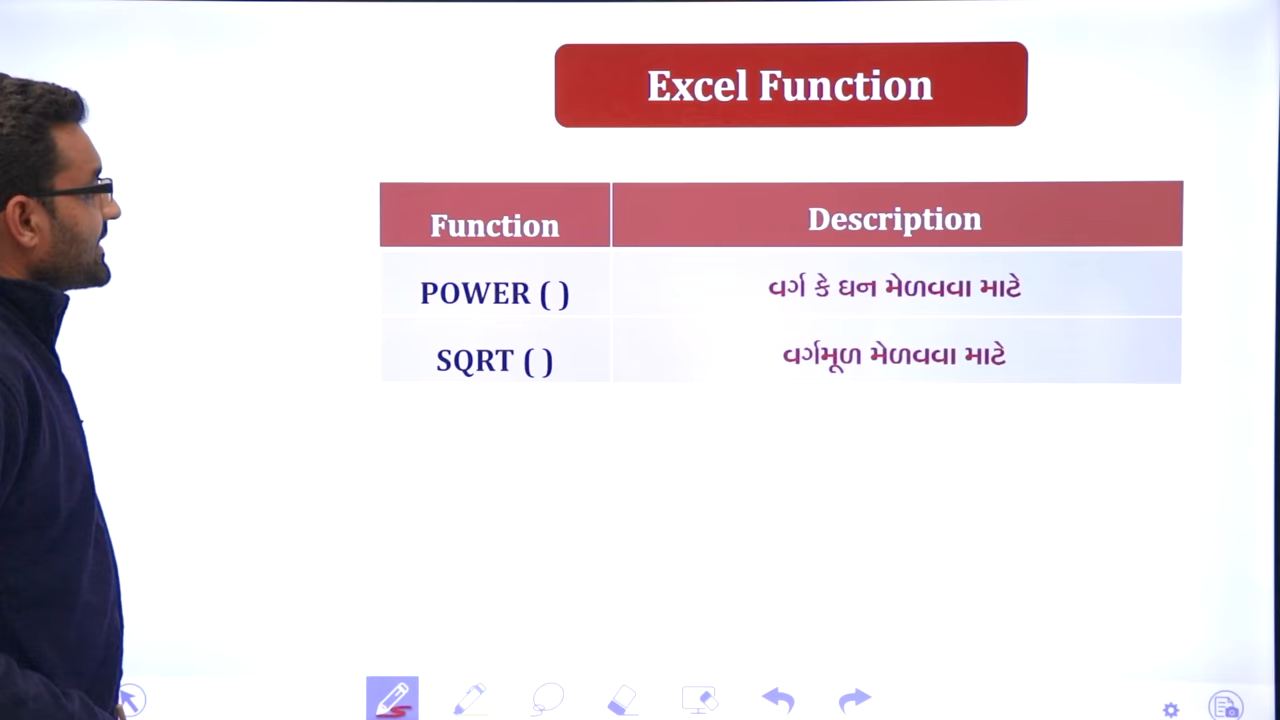 Excel Function
Function Description
POWER ( ) વર્ગ કે ઘન મેળવવા માટે
SQRT ( ) વર્ગમૂળ મેળવવા માટે